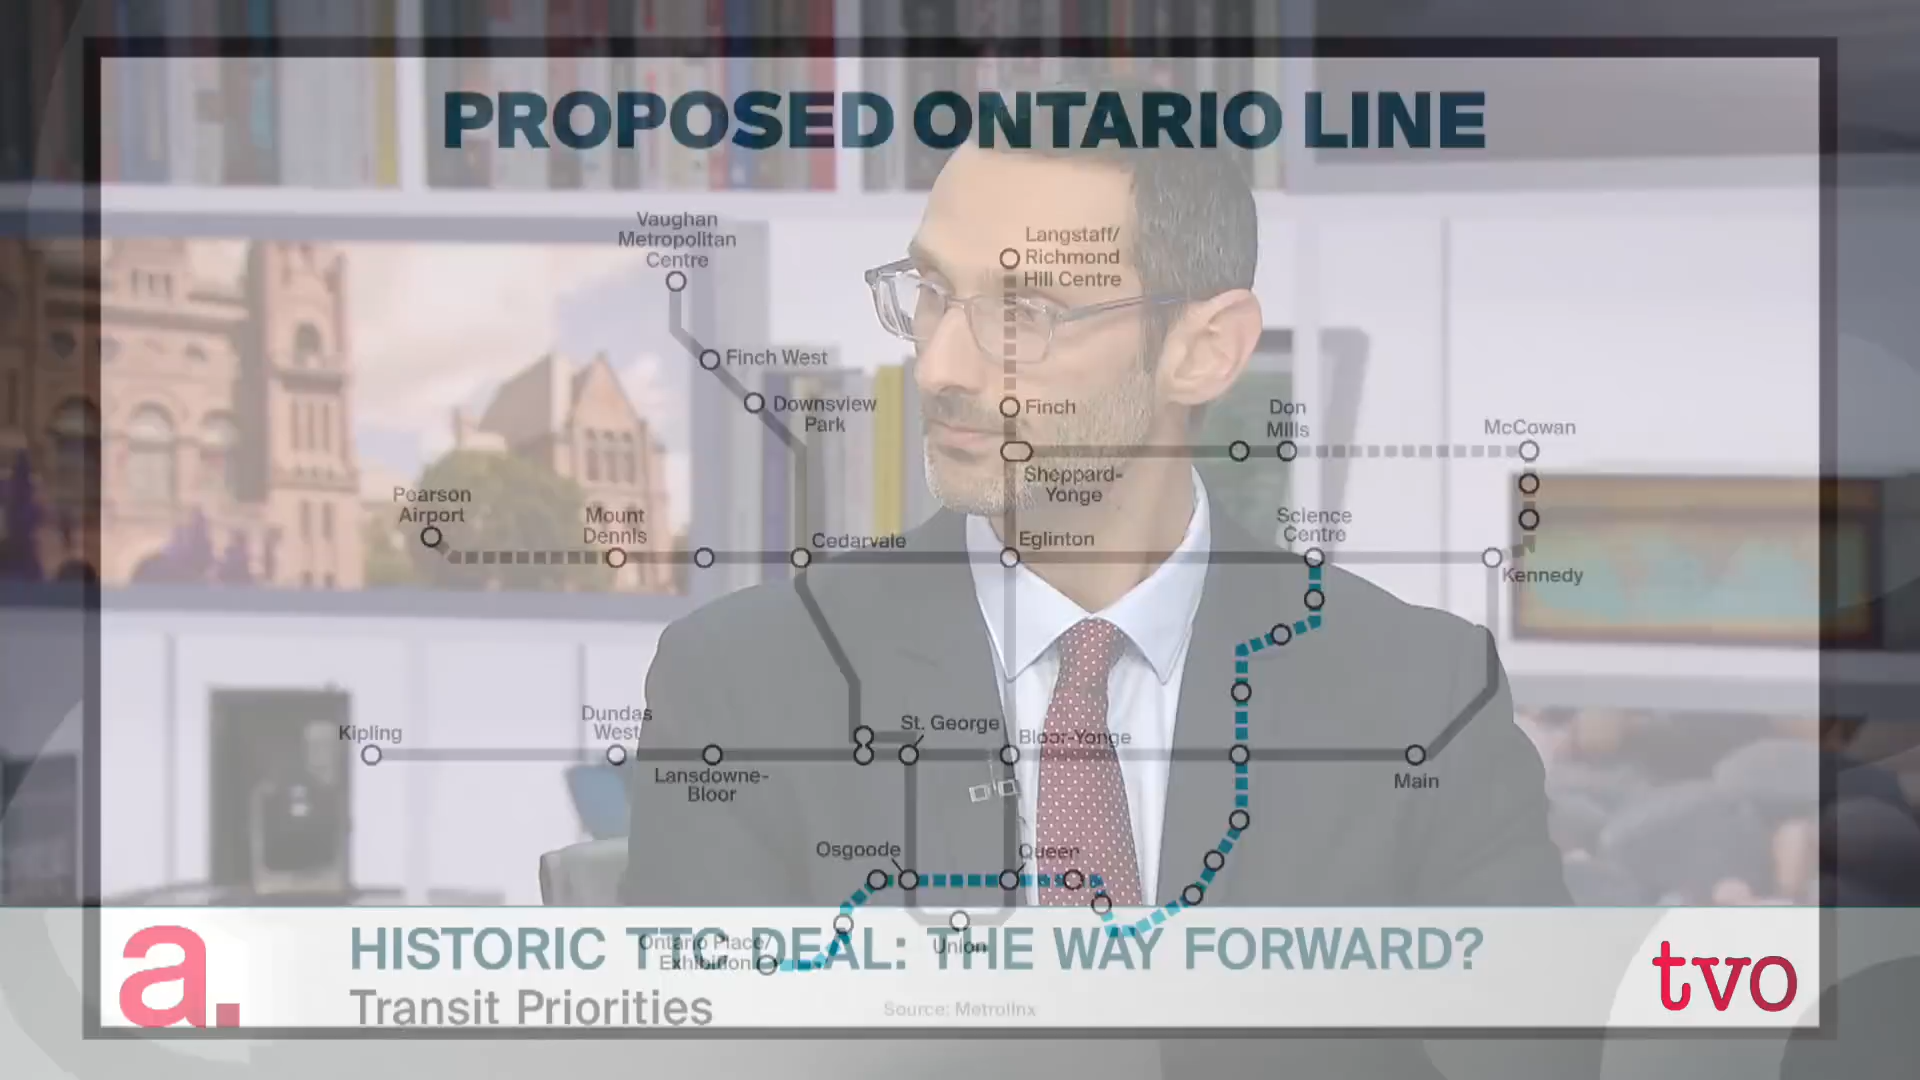 PROPOSED ONTARIO LINE
Vaughan
Metropolitan
Centre
Langstaff/
Richmond
Hill Centre
Finch West
Downsview
Park
Finch
Don
Mills
McCowan
Sheppard-
Yonge
Pearson
Airport
Mount
Dennis
Cedarvale
Eglinton
Science
Centre
Kennedy
Kipling
Dundas
West
Lansdowne-
Bloor
St. George
Bloor-Yonge
Main
Osgoode
Queen
Ontario Place/
Exhibition
Union
a.
HISTORIC TTC DEAL: THE WAY FORWARD?
Transit Priorities
Source: Metrolinx
tvo